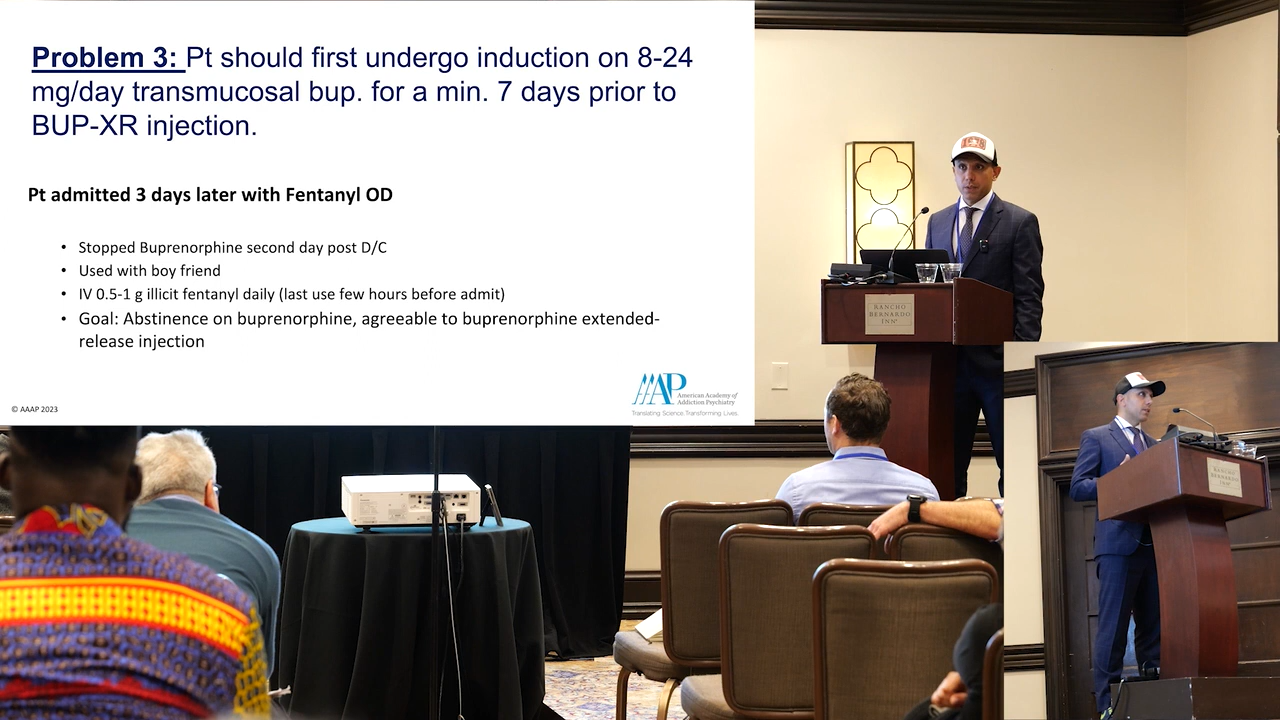 Problem 3: Pt should first undergo induction on 8-24
mg/day transmucosal bup. for a min. 7 days prior to
BUP-XR injection.
Pt admitted 3 days later with Fentanyl OD
• Stopped Buprenorphine second day post D/C
• Used with boy friend
• IV 0.5-1 g illicit fentanyl daily (last use few hours before admit)
• Goal: Abstinence on buprenorphine, agreeable to buprenorphine extended-
release injection
AAAP
American Academy of
Addiction Psychiatry
Translating Science. Transforming Lives.
© AAAP 2023
RANCHO
BERNARDO
INN
RANCHO
BERNARDO
INN